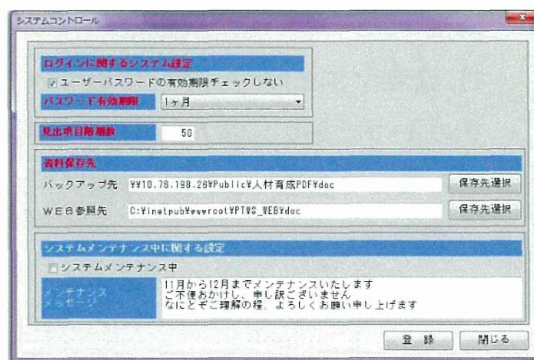 システムコントロール
ログインに関するシステム設定
ユーザーパスワードの有効期限チェックしない
パスワード有効期限 1ヶ月
見出項目階層数 50
資料保存先
バックアップ先 ¥¥10.76.198.26¥Public¥人材育成PDF¥doc 保存先選択
WEB参照先 C:¥inetpub¥wwwroot¥PTWS_WEB¥doc 保存先選択
システムメンテナンス中に関する設定
システムメンテナンス中
メンテナンス
メッセージ
11月から12月までメンテナンスいたします
ご不便おかけし、申し訳ございません
なにとぞご理解の程、よろしくお願い申し上げます
登 録 閉じる